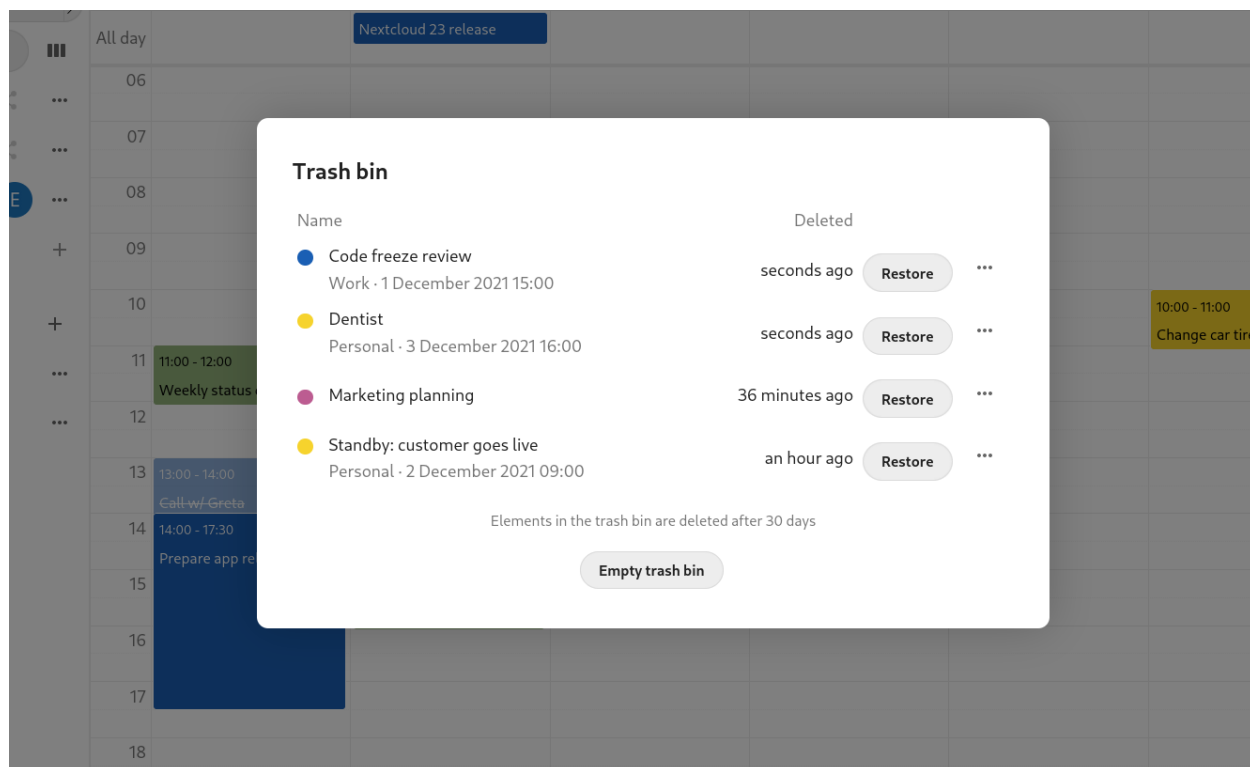 All day
Nextcloud 23 release
06
07
08
E
09
10
10:00 - 11:00
Change car
11
11:00 - 12:00
Weekly status
12
13
13:00 - 14:00
Call w/ Greta
14
14:00 - 17:30
Prepare app
15
16
17
18
Trash bin
Name Deleted
Code freeze review
Work · 1 December 2021 15:00
seconds ago Restore
Dentist
Personal · 3 December 2021 16:00
seconds ago Restore
Marketing planning
36 minutes ago Restore
Standby: customer goes live
Personal · 2 December 2021 09:00
an hour ago Restore
Elements in the trash bin are deleted after 30 days
Empty trash bin